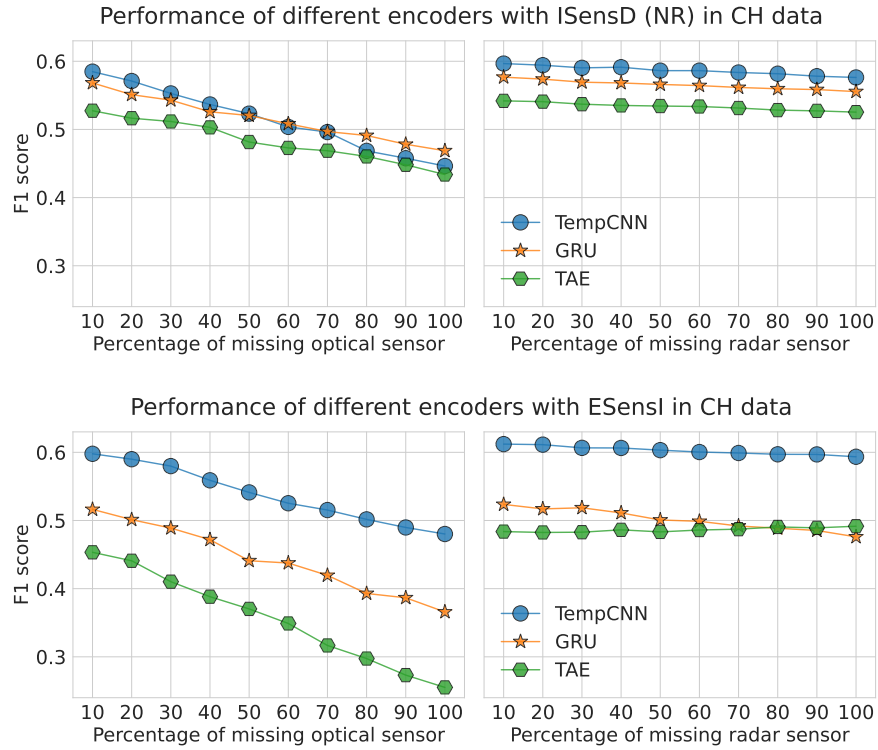 Performance of different encoders with ISensD (NR) in CH data
0.6
0.5
0.4
0.3
F1 score
10 20 30 40 50 60 70 80 90 100
Percentage of missing optical sensor
TempCNN
GRU
TAE
10 20 30 40 50 60 70 80 90 100
Percentage of missing radar sensor
Performance of different encoders with ESensI in CH data
0.6
0.5
0.4
0.3
F1 score
10 20 30 40 50 60 70 80 90 100
Percentage of missing optical sensor
TempCNN
GRU
TAE
10 20 30 40 50 60 70 80 90 100
Percentage of missing radar sensor